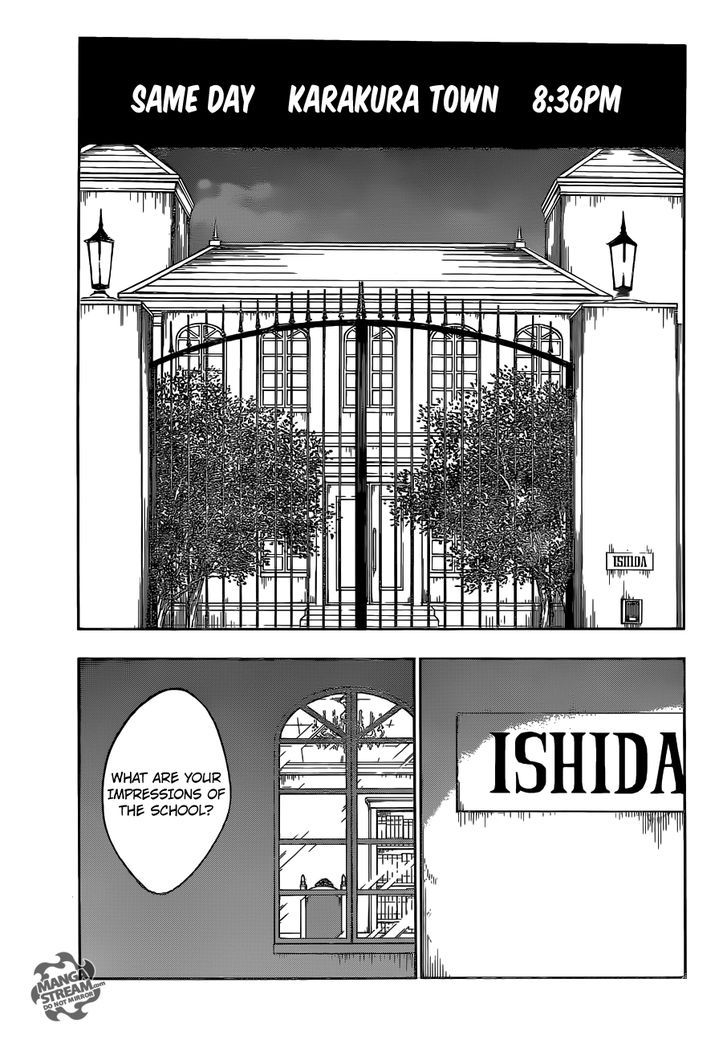 SAME DAY KARAKURA TOWN 8:36PM
ISHIDA
ISHIDA
WHAT ARE YOUR
IMPRESSIONS OF
THE SCHOOL?
MANGA
STREAM.com
DO NOT MIRROR